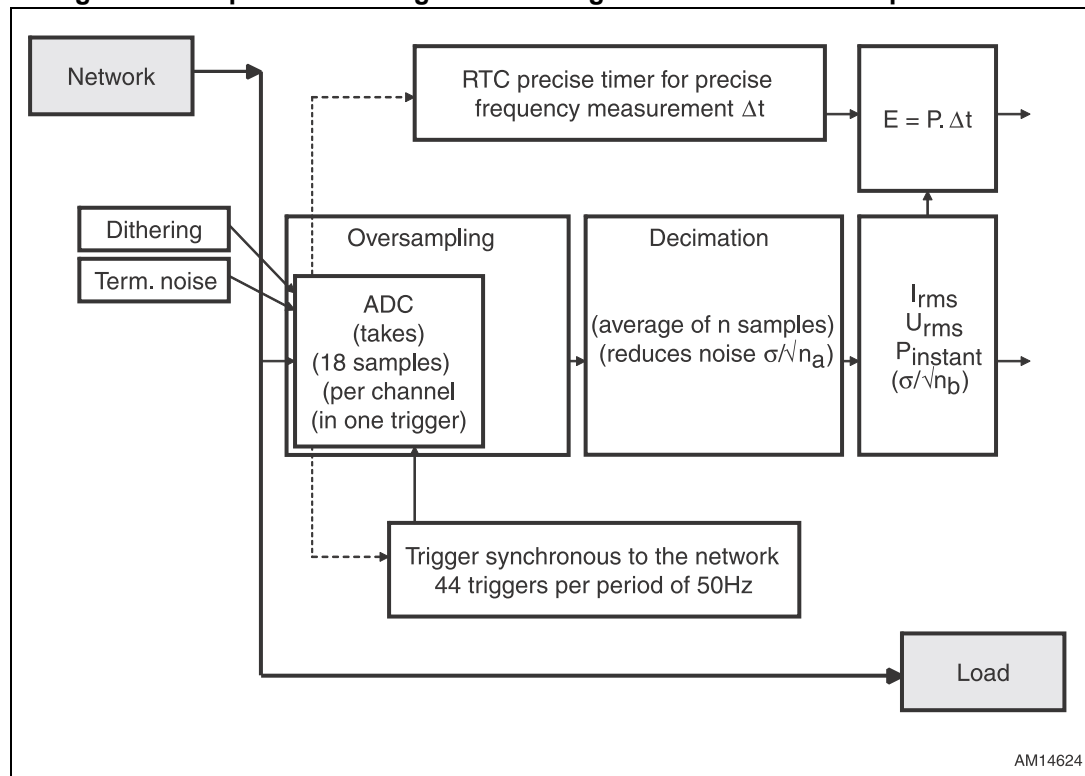 Network
RTC precise timer for precise
frequency measurement Δt
E = P. Δt
Dithering
Term. noise
Oversampling
ADC
(takes)
(18 samples)
(per channel
(in one trigger)
Decimation
(average of n samples)
(reduces noise σ/√na)
Irms
Urms
Pinstant
(σ/√nb)
Trigger synchronous to the network
44 triggers per period of 50Hz
Load
AM14624